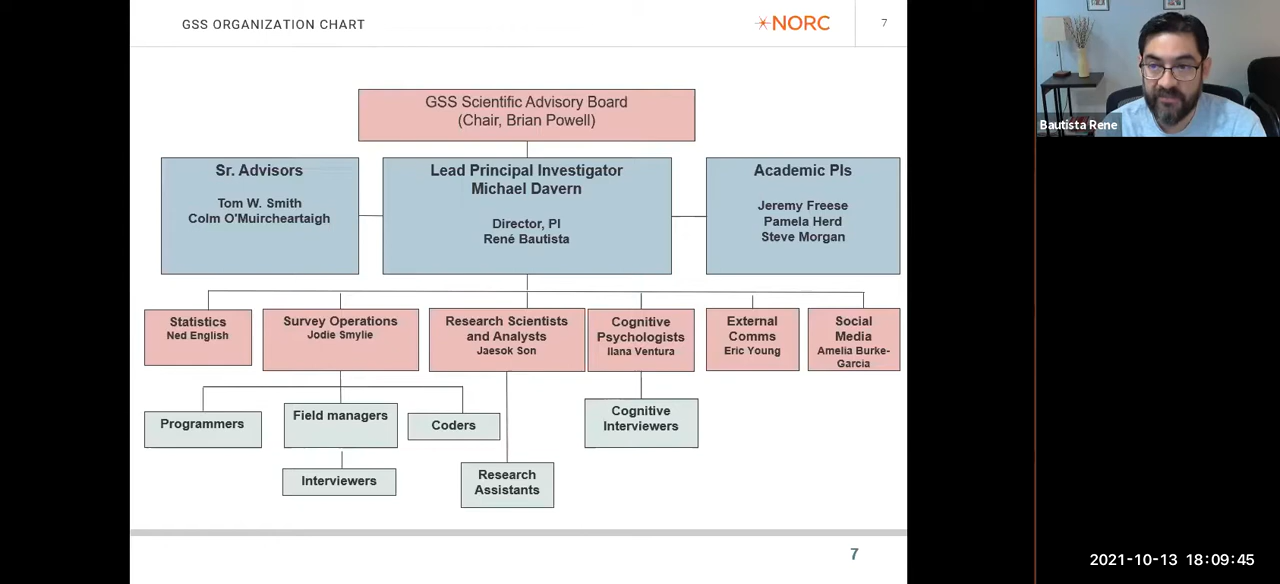 GSS ORGANIZATION CHART
NORC
7
GSS Scientific Advisory Board
(Chair, Brian Powell)
Sr. Advisors
Tom W. Smith
Colm O'Muircheartaigh
Lead Principal Investigator
Michael Davern
Director, PI
René Bautista
Academic PIs
Jeremy Freese
Pamela Herd
Steve Morgan
Statistics
Ned English
Survey Operations
Jodie Smylie
Research Scientists
and Analysts
Jaesok Son
Cognitive
Psychologists
Ilana Ventura
External
Comms
Eric Young
Social
Media
Amelia Burke-
Garcia
Programmers
Field managers
Coders
Cognitive
Interviewers
Interviewers
Research
Assistants
7
Bautista Rene
2021-10-13 18:09:45